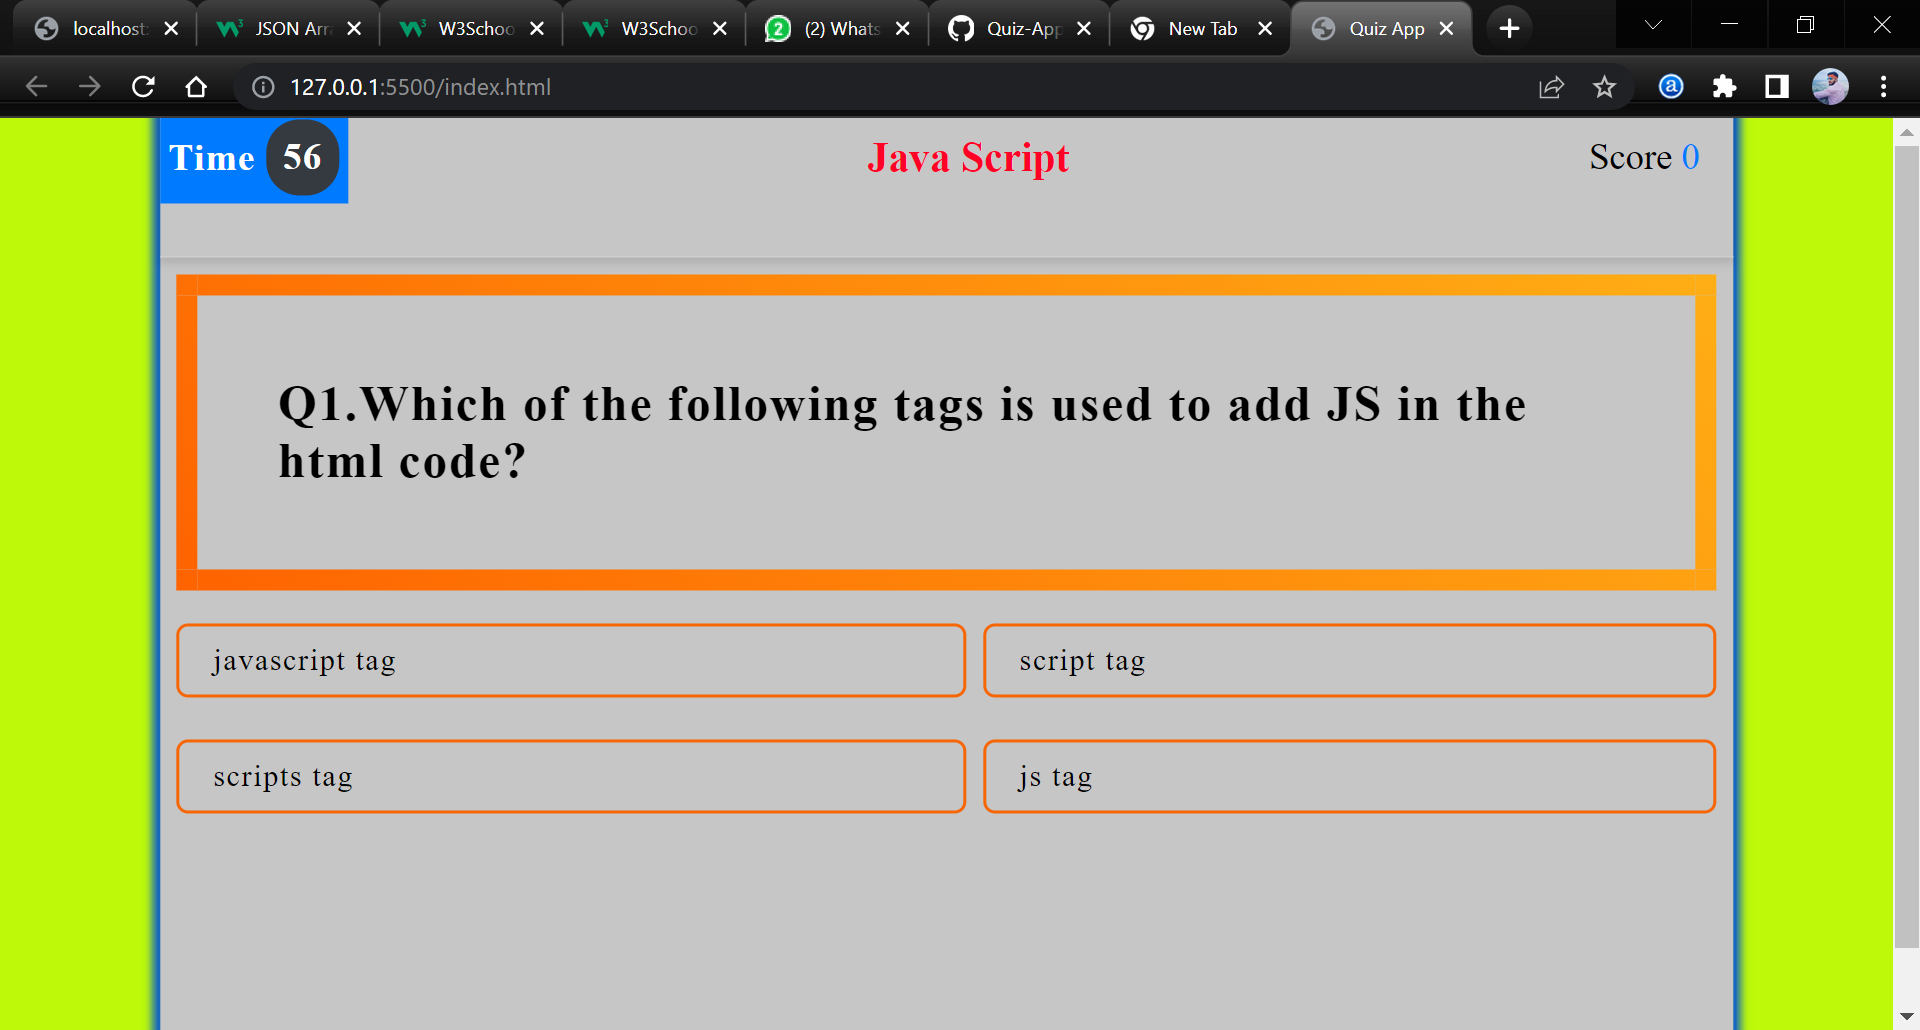 localhost:
JSON Arr
W3Schoo
W3Schoo
2
(2) Whats
Quiz-App
New Tab
Quiz App
127.0.0.1:5500/index.html
Time 56
Java Script
Score 0
Q1.Which of the following tags is used to add JS in the
html code?
javascript tag
script tag
scripts tag
js tag